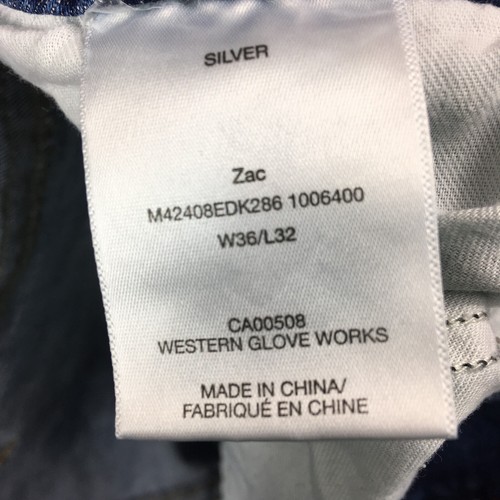 SILVER
Zac
M42408EDK286 1006400
W36/L32
CA00508
WESTERN GLOVE WORKS
MADE IN CHINA/
FABRIQUÉ EN CHINE